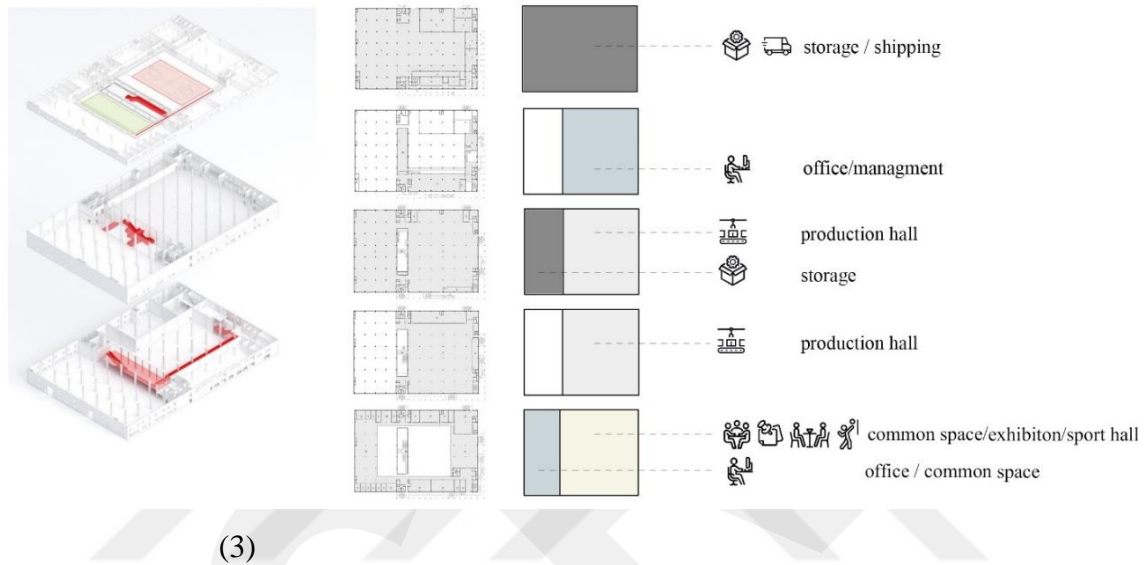 storage / shipping
office/managment
production hall
storage
production hall
common space/exhibiton/sport hall
office / common space
(3)